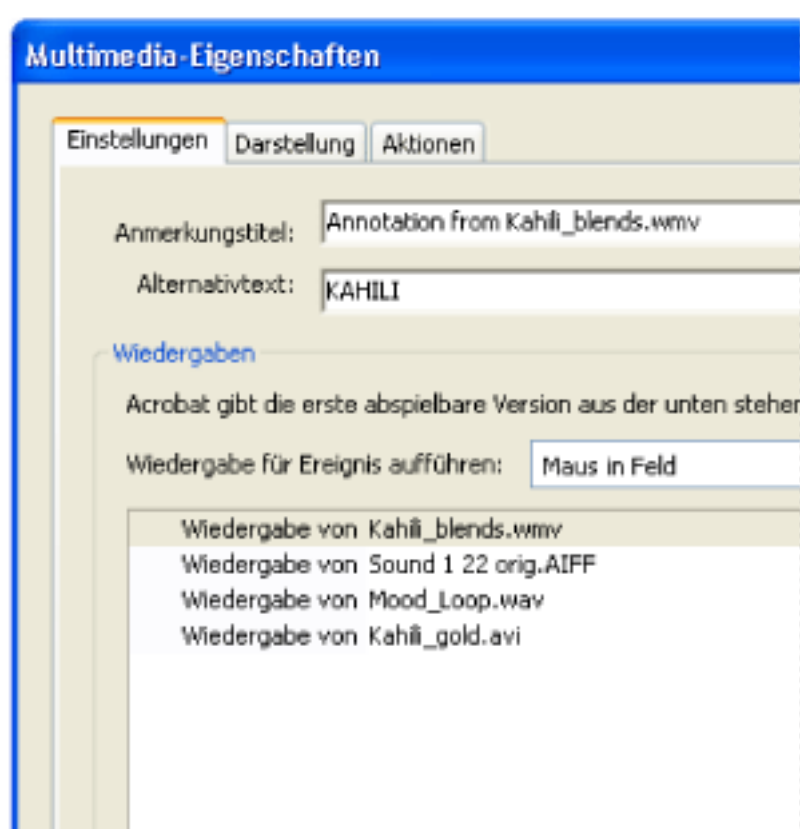 Multimedia-Eigenschaften
Einstellungen Darstellung Aktionen
Anmerkungstitel: Annotation from Kahili_blends.wmv
Alternativtext: KAHILI
Wiedergaben
Acrobat gibt die erste abspielbare Version aus der unten
Wiedergabe für Ereignis aufführen: Maus in Feld
Wiedergabe von Kahili_blends.wmv
Wiedergabe von Sound 1 22 orig.AIFF
Wiedergabe von Mood_Loop.wav
Wiedergabe von Kahili_gold.avi